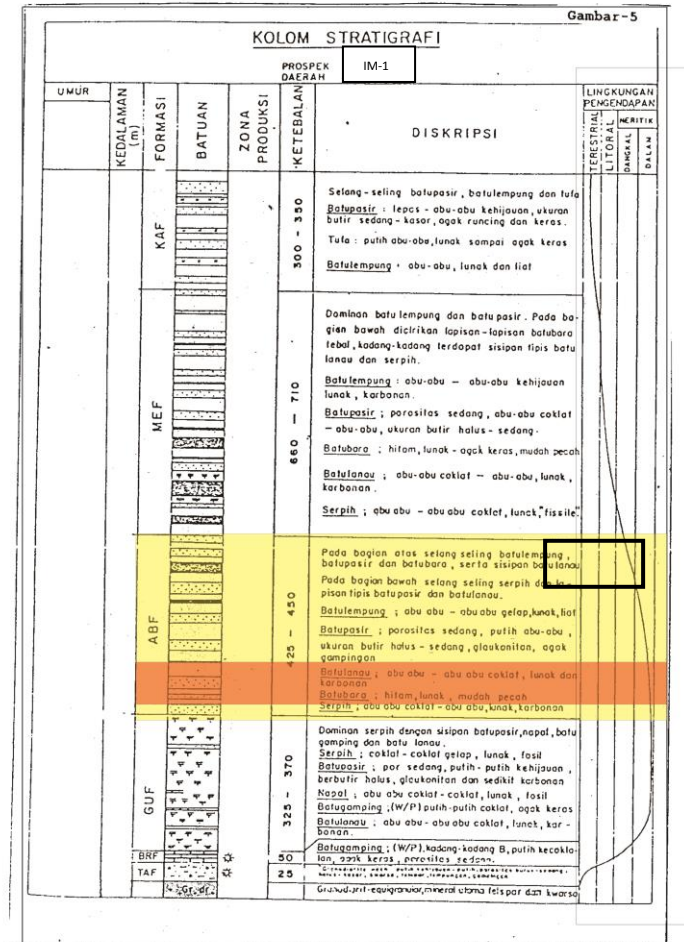 Gambar-5
KOLOM STRATIGRAFI
PROSPEK
DAERAH
IM-1
UMUR
KEDALAMAN
(m)
FORMASI
BATUAN
ZONA
PRODUKSI
KETEBALAN
DISKRIPSI
LINGKUNGAN
PENGENDAPAN
TERESTRIAL
LITORAL
NERITIK
DANGKAL
DALAM
KAF
300 - 350
Selang-seling batupasir, batulempung dan tufa
Batupasir : lepas - abu-abu kehijauan, ukuran
butir sedang - kasar, agak runcing dan keras.
Tufa : putih abu-abu, lunak sampai agak keras
Batulempung : abu-abu, lunak dan liat
MEF
660 - 710
Dominan batu lempung dan batu pasir. Pada ba-
gian bawah dicirikan lapisan-lapisan batubara
tebal, kadang-kadang terdapat sisipan tipis batu
lanau dan serpih.
Batulempung : abu-abu - abu-abu kehijauan
lunak, karbonan.
Batupasir ; porositas sedang, abu-abu coklat
- abu-abu, ukuran butir halus - sedang.
Batubara ; hitam, lunak - agak keras, mudah pecah
Batulanau ; abu-abu coklat - abu-abu, lunak,
karbonan.
Serpih ; abu abu - abu abu coklat, lunak, "fissile".
ABF
425 - 450
Pada bagian atas selang seling batulempung,
batupasir dan batubara, serta sisipan batulanau
Pada bagian bawah selang seling serpih dan la-
pisan tipis batupasir dan batulanau.
Batulempung ; abu abu - abu abu gelap, lunak, liat
Batupasir ; porositas sedang, putih abu-abu,
ukuran butir halus - sedang, glaukonitan, agak
gampingan
Batulanau ; abu abu - abu abu coklat, lunak dan
karbonan
Batubara ; hitam, lunak, mudah pecah
Serpih ; abu abu coklat - abu abu, lunak, karbonan
GUF
325 - 370
Dominan serpih dengan sisipan batupasir, napal, batu
gamping dan batu lanau.
Serpih ; coklat - coklat gelap, lunak, fosil
Batupasir ; por sedang, putih - putih kehijauan,
berbutir halus, glaukonitan dan sedikit karbonan
Napal ; abu abu coklat - coklat, lunak, fosil
Batugamping ; (W/P) putih - putih coklat, agak keras
Batulanau ; abu abu - abu abu coklat, lunak, kar-
bonan.
BRF
50
Batugamping ; (W/P), kadang-kadang B, putih kecokla-
tan, agak keras, porositas sedang.
TAF
25
Gr. dr.
Granodiorit - equigranular, mineral utama felspar dan kwarsa